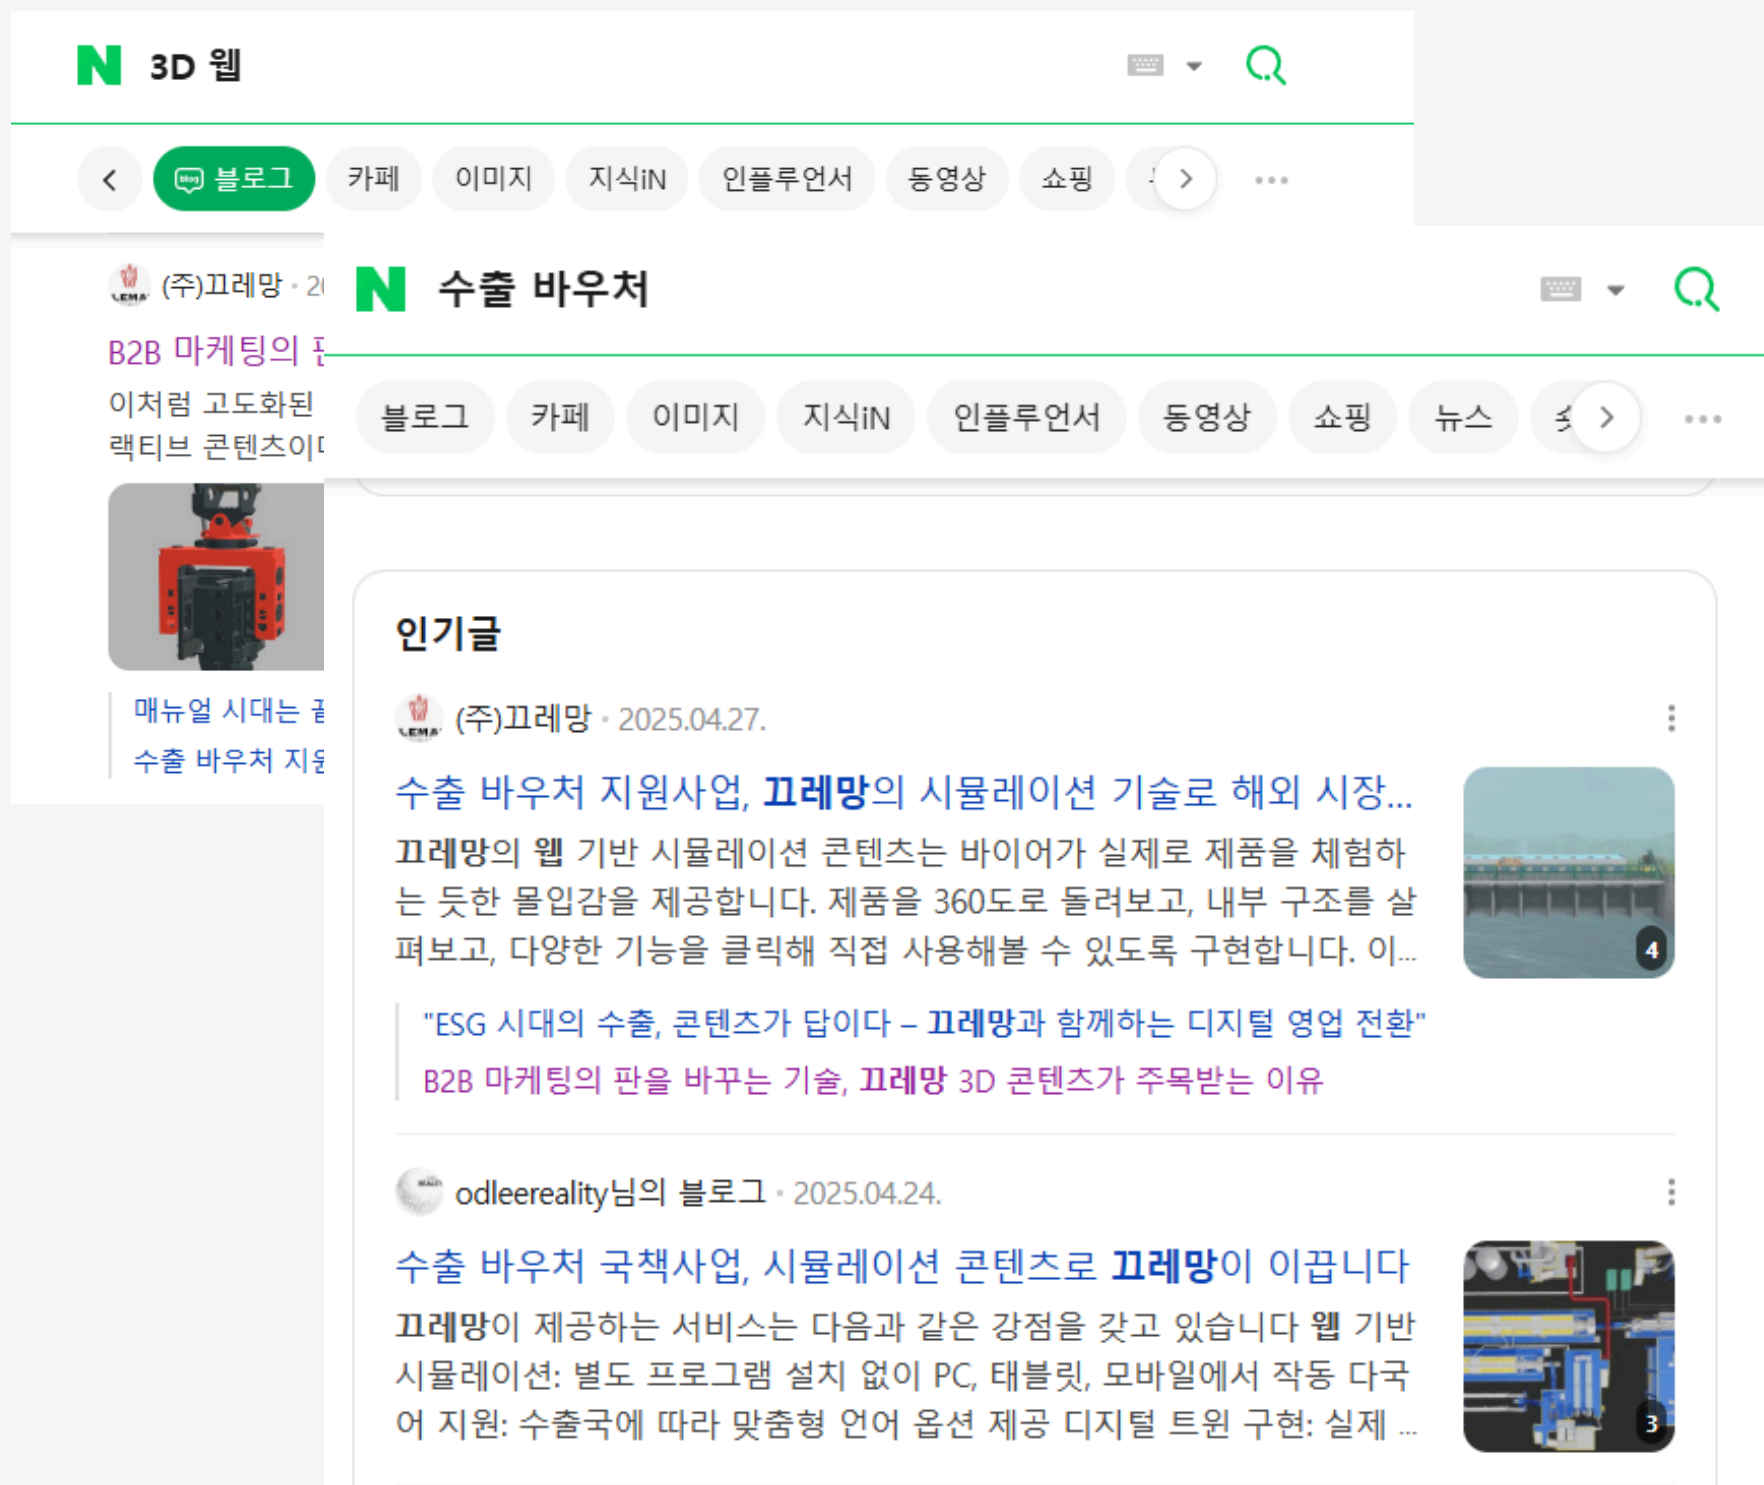 3D 웹
블로그 카페 이미지 지식iN 인플루언서 동영상 쇼핑
(주)끄레망
B2B 마케팅의
이처럼 고도화된
랙티브 콘텐츠이
매뉴얼 시대는
수출 바우처
수출 바우처
블로그 카페 이미지 지식iN 인플루언서 동영상 쇼핑 뉴스
인기글
(주)끄레망 · 2025.04.27.
수출 바우처 지원사업, 끄레망의 시뮬레이션 기술로 해외 시장...
끄레망의 웹 기반 시뮬레이션 콘텐츠는 바이어가 실제로 제품을 체험하
는 듯한 몰입감을 제공합니다. 제품을 360도로 돌려보고, 내부 구조를 살
펴보고, 다양한 기능을 클릭해 직접 사용해볼 수 있도록 구현합니다. 이...
4
"ESG 시대의 수출, 콘텐츠가 답이다 – 끄레망과 함께하는 디지털 영업 전환"
B2B 마케팅의 판을 바꾸는 기술, 끄레망 3D 콘텐츠가 주목받는 이유
odleereality님의 블로그 · 2025.04.24.
수출 바우처 국책사업, 시뮬레이션 콘텐츠로 끄레망이 이끕니다
끄레망이 제공하는 서비스는 다음과 같은 강점을 갖고 있습니다 웹 기반
시뮬레이션: 별도 프로그램 설치 없이 PC, 태블릿, 모바일에서 작동 다국
어 지원: 수출국에 따라 맞춤형 언어 옵션 제공 디지털 트윈 구현: 실제 ...
3